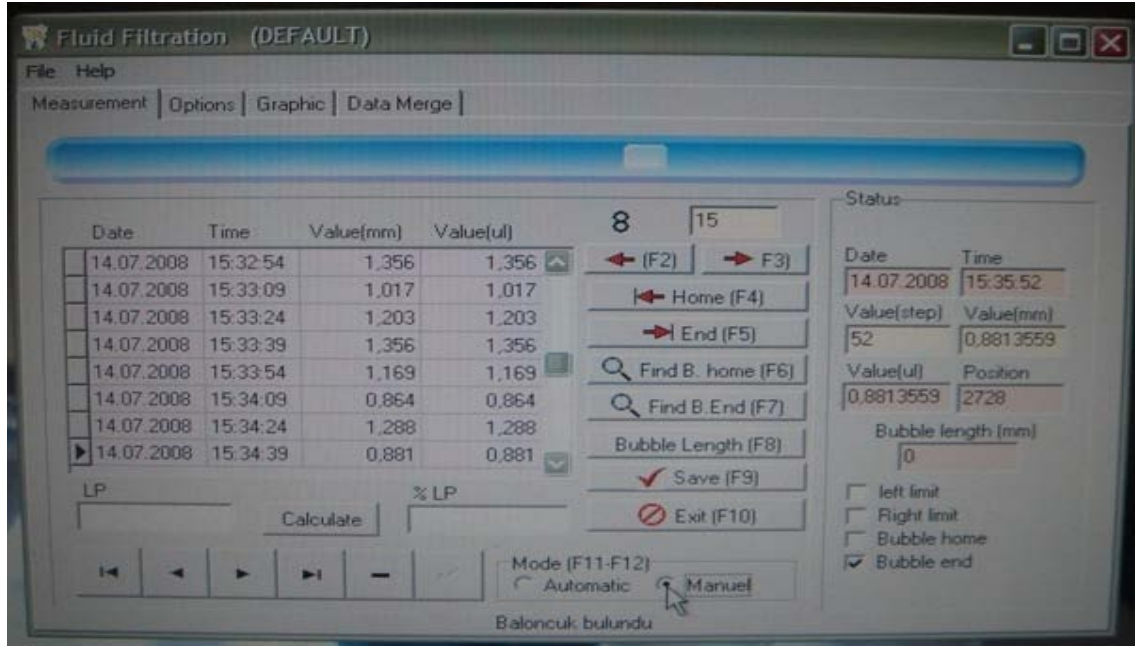 Fluid Filtration (DEFAULT)
File Help
Measurement Options Graphic Data Merge
Date Time Value(mm) Value(ul)
14.07.2008 15:32:54 1,356 1,356
14.07.2008 15:33:09 1,017 1,017
14.07.2008 15:33:24 1,203 1,203
14.07.2008 15:33:39 1,356 1,356
14.07.2008 15:33:54 1,169 1,169
14.07.2008 15:34:09 0,864 0,864
14.07.2008 15:34:24 1,288 1,288
14.07.2008 15:34:39 0,881 0,881
LP % LP
Calculate
8 15
(F2) F3)
Home (F4)
End (F5)
Find B. home (F6)
Find B.End (F7)
Bubble Length (F8)
Save (F9)
Exit (F10)
Mode (F11-F12)
Automatic Manuel
Baloncuk bulundu
Status
Date Time
14.07.2008 15:35:52
Value(step) Value(mm)
52 0,8813559
Value(ul) Position
0,8813559 2728
Bubble length (mm)
0
left limit
Right limit
Bubble home
Bubble end